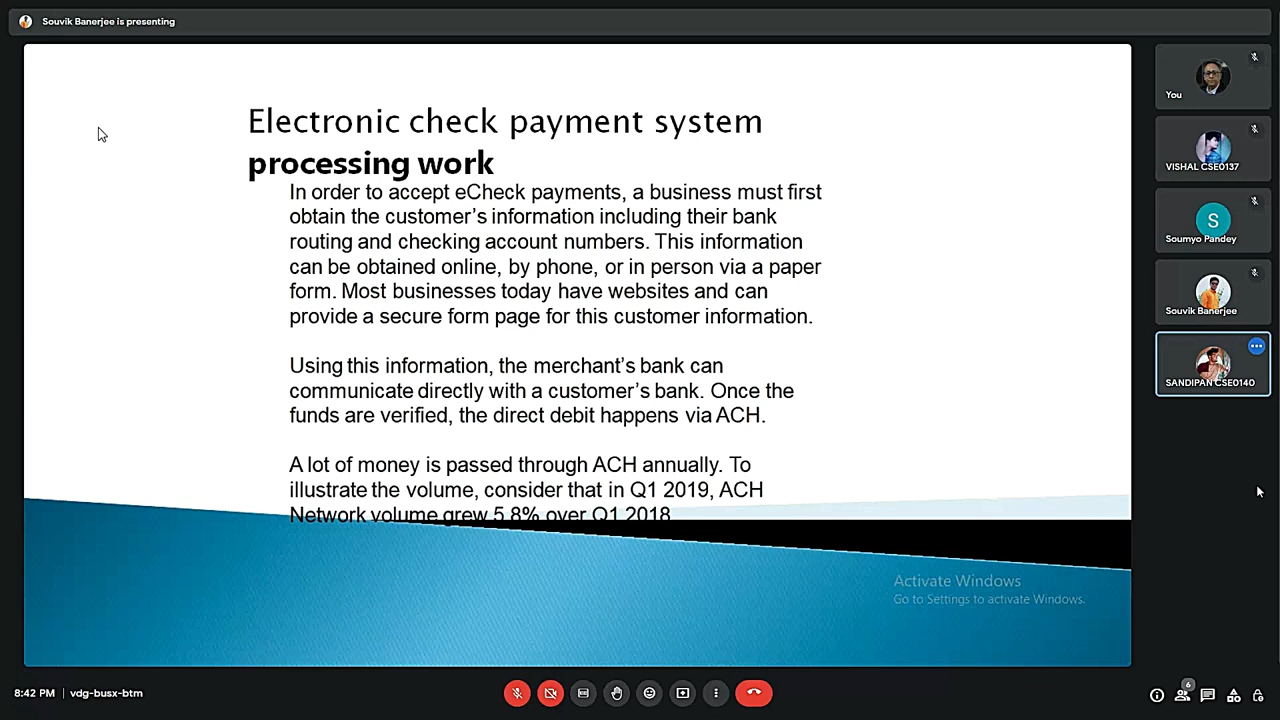 Souvik Banerjee is presenting
Electronic check payment system
processing work
In order to accept eCheck payments, a business must first
obtain the customer's information including their bank
routing and checking account numbers. This information
can be obtained online, by phone, or in person via a paper
form. Most businesses today have websites and can
provide a secure form page for this customer information.
Using this information, the merchant's bank can
communicate directly with a customer's bank. Once the
funds are verified, the direct debit happens via ACH.
A lot of money is passed through ACH annually. To
illustrate the volume, consider that in Q1 2019, ACH
Network volume grew 5.8% over Q1 2018
Activate Windows
Go to Settings to activate Windows.
You
VISHAL CSE0137
S
Soumyo Pandey
Souvik Banerjee
SANDIPAN CSE0140
8:42 PM | vdg-busx-btm
6